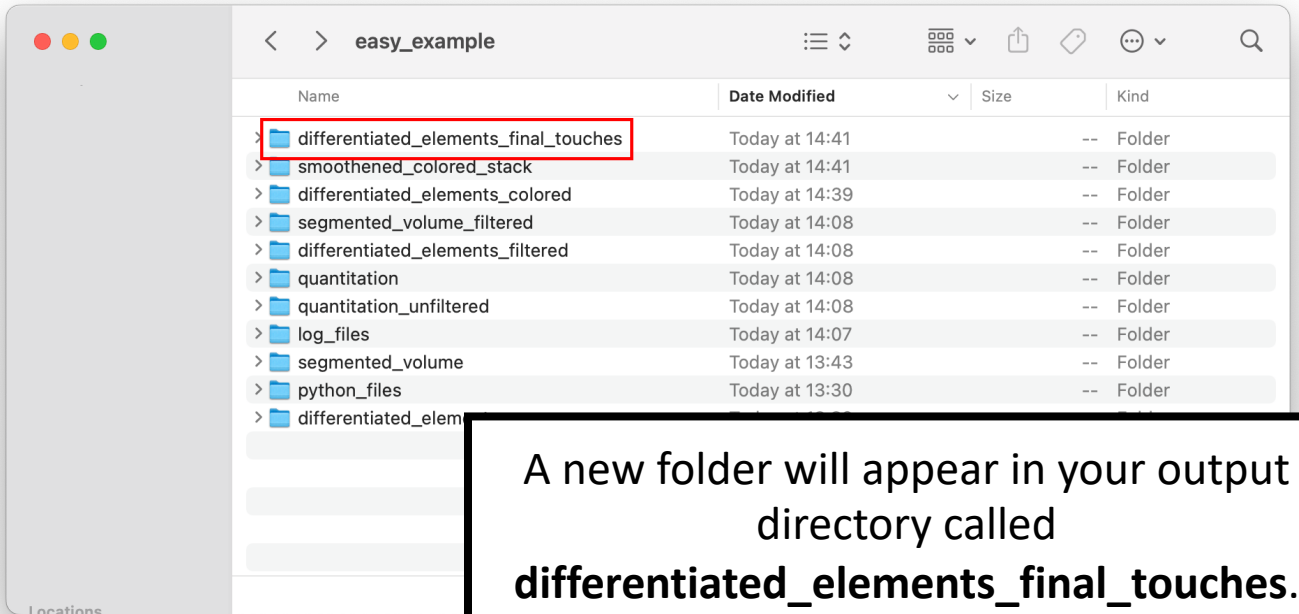 easy_example
Name Date Modified Size Kind
differentiated_elements_final_touches Today at 14:41 -- Folder
smoothened_colored_stack Today at 14:41 -- Folder
differentiated_elements_colored Today at 14:39 -- Folder
segmented_volume_filtered Today at 14:08 -- Folder
differentiated_elements_filtered Today at 14:08 -- Folder
quantitation Today at 14:08 -- Folder
quantitation_unfiltered Today at 14:08 -- Folder
log_files Today at 14:07 -- Folder
segmented_volume Today at 13:43 -- Folder
python_files Today at 13:30 -- Folder
differentiated_elem
A new folder will appear in your output
directory called
differentiated_elements_final_touches.
Locations